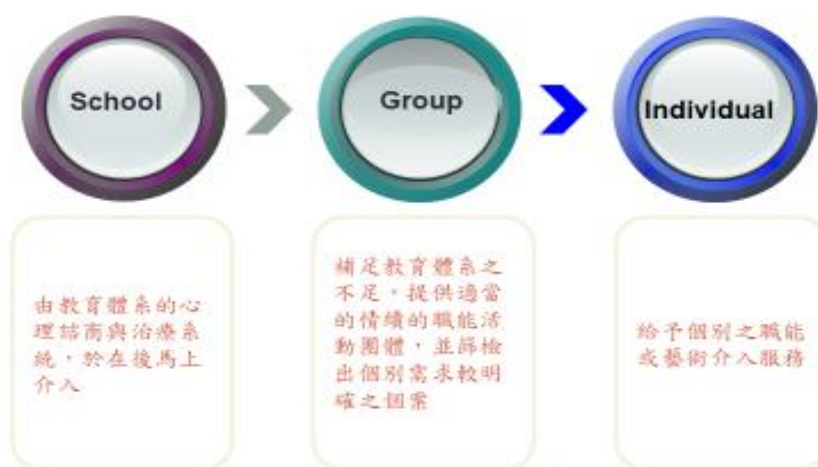 School
Group
Individual
由教育體系的心
理諮商與治療系
統，於在後馬上
介入
補足教育體系之
不足，提供適當
的情績的職能活
動團體，並篩檢
出個別需求較明
確之個案
給予個別之職能
或藝術介入服務